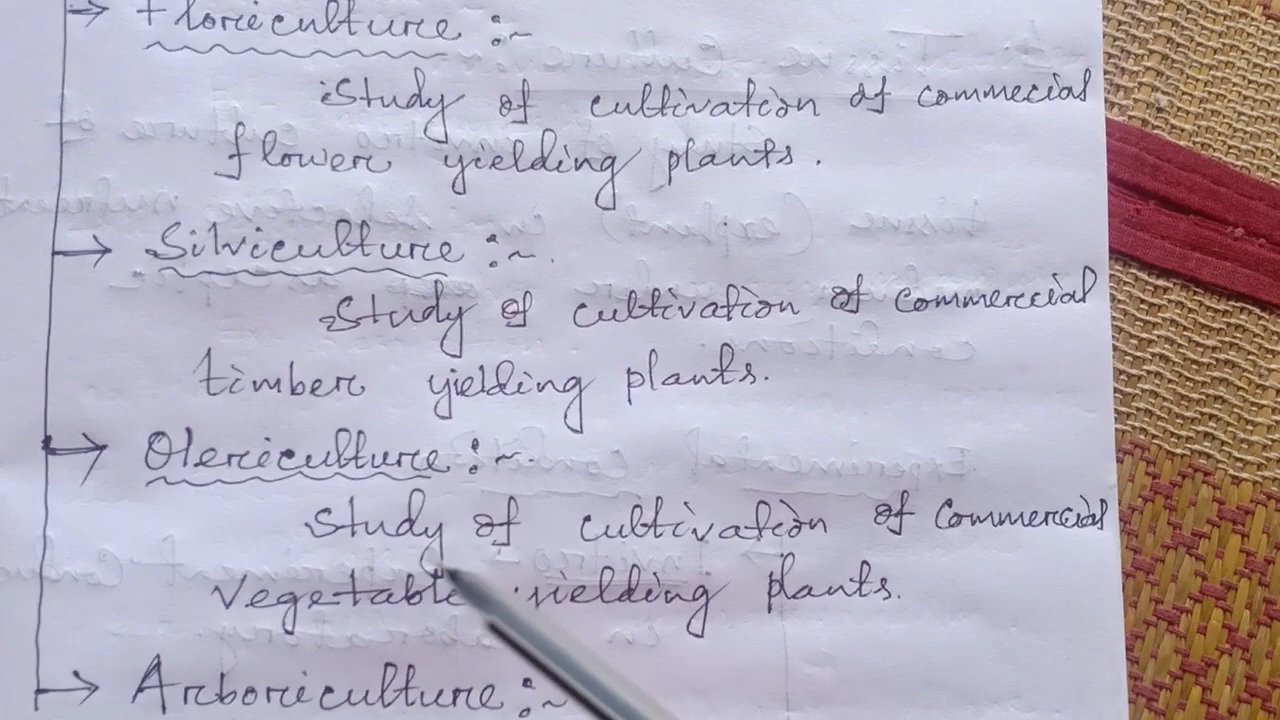 → Floriculture :~
Study of cultivation of commecial
flower yielding plants.
→ Silviculture :~.
Study of cultivation of commercial
timber yielding plants.
→ Olericulture :~.
Study of cultivation of commercial
Vegetable yielding plants.
→ Arboriculture :~